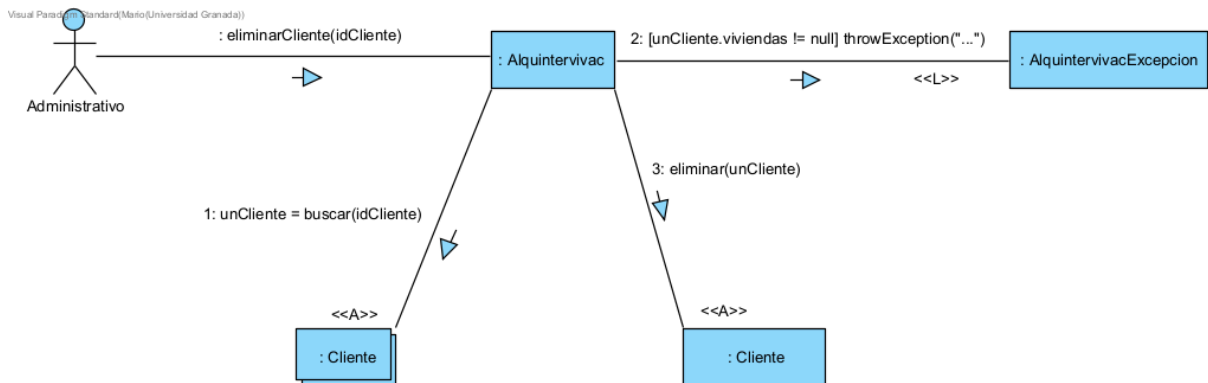 Visual Paradigm Standard(Mario(Universidad Granada))
: eliminarCliente(idCliente)
: Alquintervivac
2: [unCliente.viviendas != null] throwException("...")
<<L>>
: AlquintervivacExcepcion
Administrativo
3: eliminar(unCliente)
1: unCliente = buscar(idCliente)
<<A>>
<<A>>
: Cliente
: Cliente